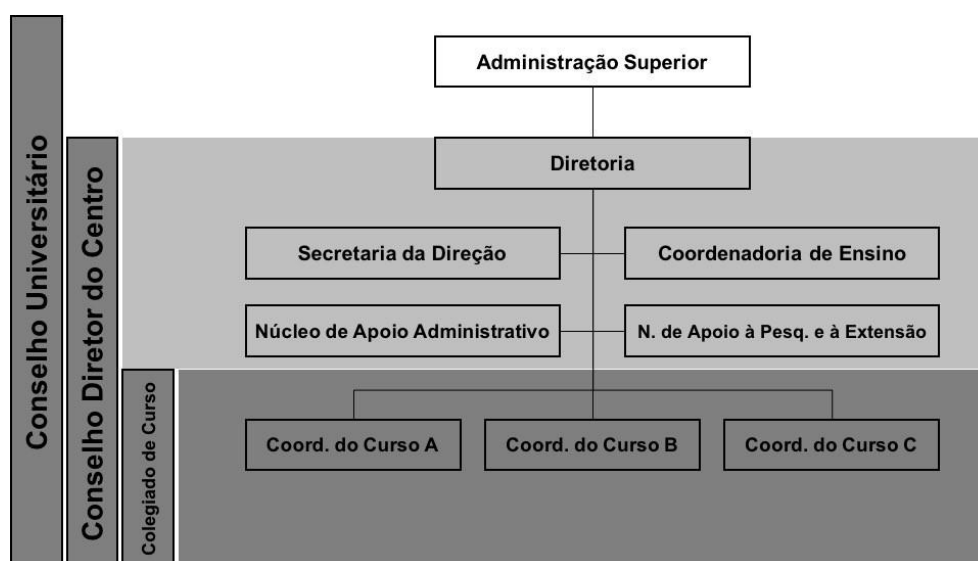 Conselho Universitário
Conselho Diretor do Centro
Colegiado de Curso
Administração Superior
Diretoria
Secretaria da Direção
Coordenadoria de Ensino
Núcleo de Apoio Administrativo
N. de Apoio à Pesq. e à Extensão
Coord. do Curso A
Coord. do Curso B
Coord. do Curso C